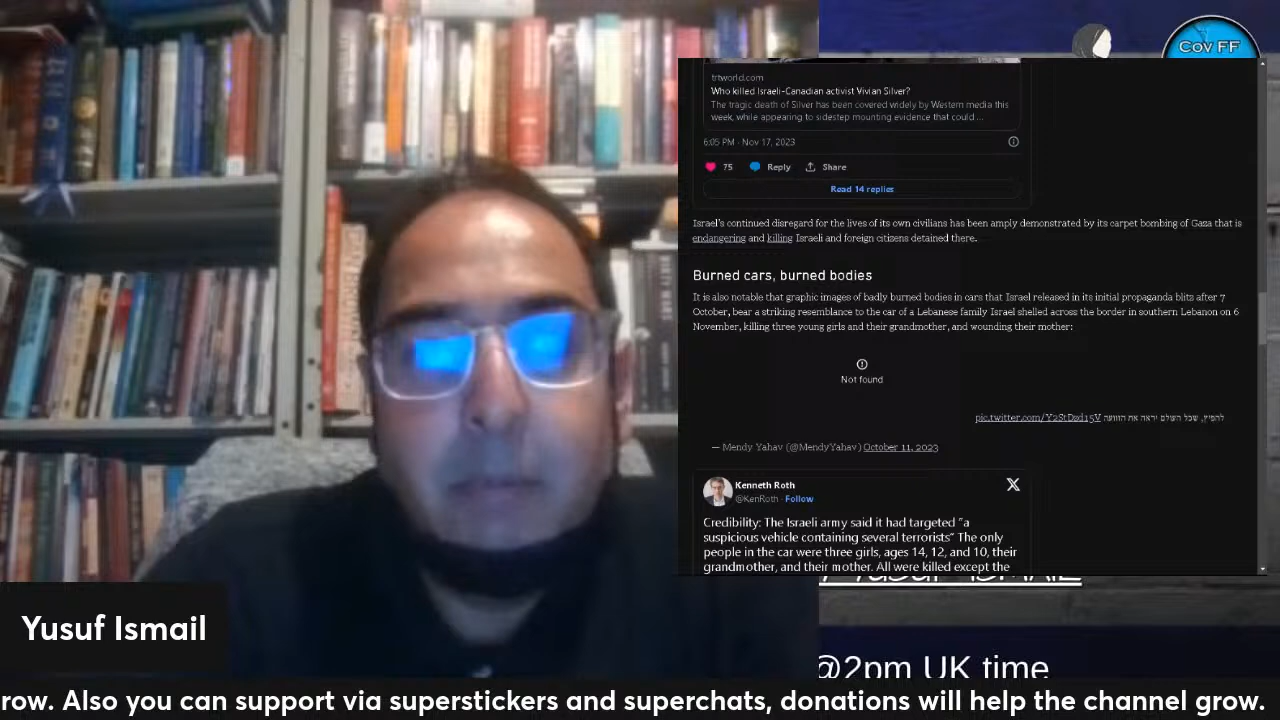 Cov FF
trtworld.com
Who killed Israeli-Canadian activist Vivian Silver?
The tragic death of Silver has been covered widely by Western media this
week, while appearing to sidestep mounting evidence that could ...
6:05 PM · Nov 17, 2023
75 Reply Share
Read 14 replies
Israel's continued disregard for the lives of its own civilians has been amply demonstrated by its carpet bombing of Gaza that is
endangering and killing Israeli and foreign citizens detained there.
Burned cars, burned bodies
It is also notable that graphic images of badly burned bodies in cars that Israel released in its initial propaganda blitz after 7
October, bear a striking resemblance to the car of a Lebanese family Israel shelled across the border in southern Lebanon on 6
November, killing three young girls and their grandmother, and wounding their mother:
Not found
להפיץ, שכל העולם יראה את הזוועה pic.twitter.com/Y2StDzd15V
— Mendy Yahav (@MendyYahav) October 11, 2023
Kenneth Roth
@KenRoth · Follow
Credibility: The Israeli army said it had targeted "a
suspicious vehicle containing several terrorists" The only
people in the car were three girls, ages 14, 12, and 10, their
grandmother, and their mother. All were killed except the
Yusuf Ismail
@2pm UK time
row. Also you can support via superstickers and superchats, donations will help the channel grow.